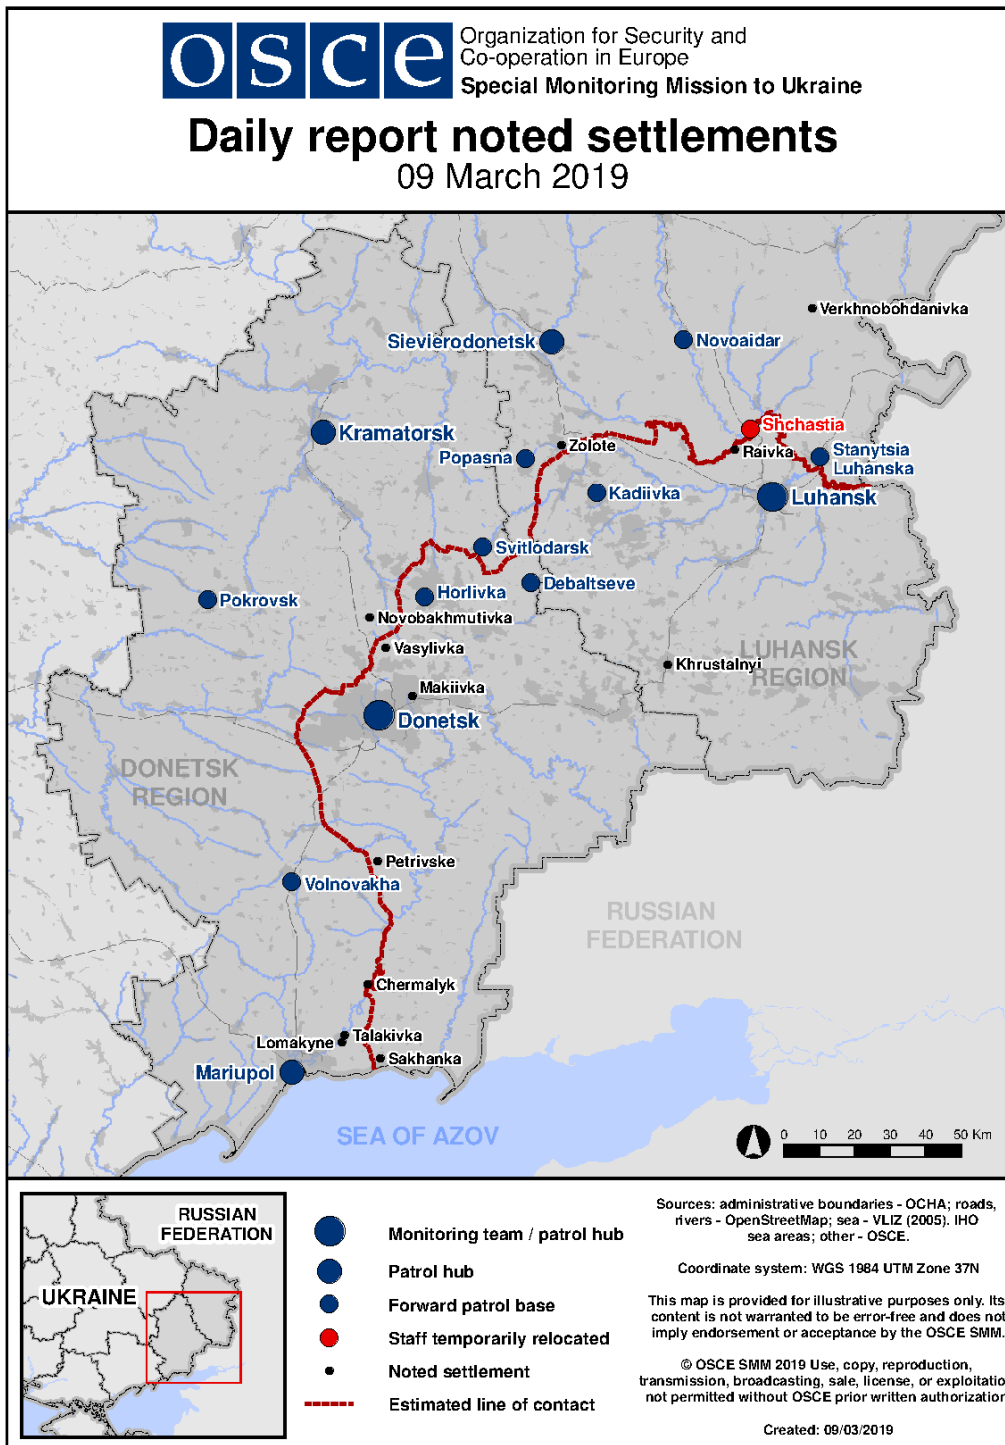 osce
Organization for Security and
Co-operation in Europe
Special Monitoring Mission to Ukraine
Daily report noted settlements
09 March 2019
Verkhnobohdanivka
Sievierodonetsk
Novoaidar
Shchastia
Kramatorsk
Zolote
Raivka
Stanytsia
Luhanska
Popasna
Kadiivka
Luhansk
Svitlodarsk
Debaltseve
Horlivka
Pokrovsk
Novobakhmutivka
Vasylivka
LUHANSK
REGION
Khrustalnyi
Makiivka
Donetsk
DONETSK
REGION
Petrivske
Volnovakha
RUSSIAN
FEDERATION
Chermalyk
Talakivka
Lomakyne
Sakhanka
Mariupol
SEA OF AZOV
0 10 20 30 40 50 Km
RUSSIAN
FEDERATION
UKRAINE
Monitoring team / patrol hub
Patrol hub
Forward patrol base
Staff temporarily relocated
Noted settlement
Estimated line of contact
Sources: administrative boundaries - OCHA; roads,
rivers - OpenStreetMap; sea - VLIZ (2005). IHO
sea areas; other - OSCE.
Coordinate system: WGS 1984 UTM Zone 37N
This map is provided for illustrative purposes only. Its
content is not warranted to be error-free and does not
imply endorsement or acceptance by the OSCE SMM.
© OSCE SMM 2019 Use, copy, reproduction,
transmission, broadcasting, sale, license, or exploitatio
not permitted without OSCE prior written authorization
Created: 09/03/2019